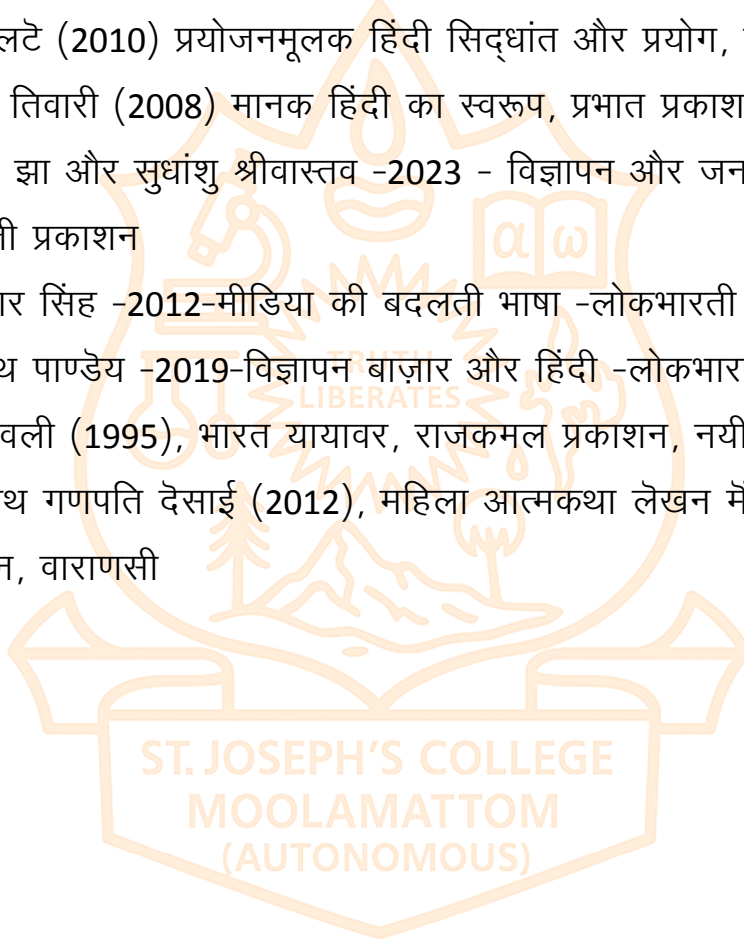 लटॆ (2010) प्रयोजनमूलक हिंदी सिद्धांत और प्रयोग,
तिवारी (2008) मानक हिंदी का स्वरूप, प्रभात प्रकाश
झा और सुधांशु श्रीवास्तव -2023 - विज्ञापन और जन
ी प्रकाशन
ार सिंह -2012-मीडिया की बदलती भाषा -लोकभारती
थ पाण्डॆय -2019-विज्ञापन बाज़ार और हिंदी -लोकभार
वली (1995), भारत यायावर, राजकमल प्रकाशन, नयी
थ गणपति दॆसाई (2012), महिला आत्मकथा लॆखन मॆं
न, वाराणसी
α ω
TRUTH
LIBERATES
ST. JOSEPH'S COLLEGE
MOOLAMATTOM
(AUTONOMOUS)